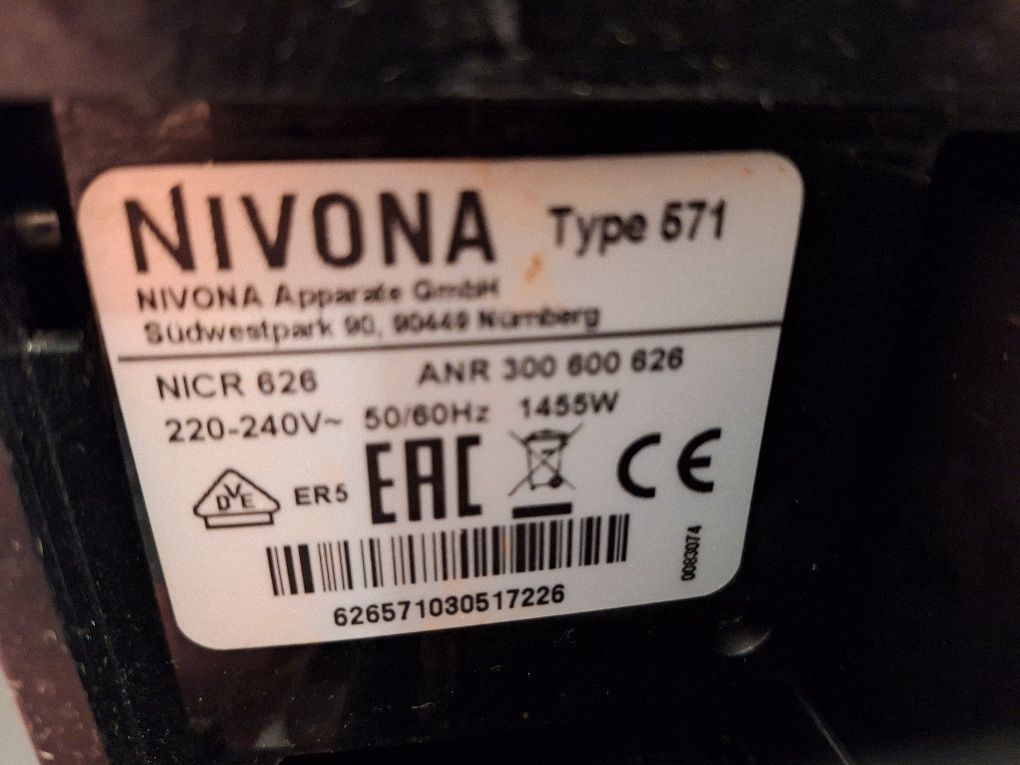 NIVONA Type 571
NIVONA Apparate GmbH
Südwestpark 90, 90449 Nürnberg
NICR 626 ANR 300 600 626
220-240V~ 50/60Hz 1455W
DVE ER5 EAC CE
626571030517226
0083074